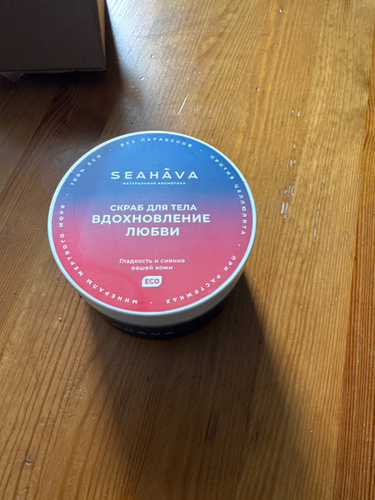 SEAHĀVA
НАТУРАЛЬНАЯ КОСМЕТИКА
СКРАБ ДЛЯ ТЕЛА
ВДОХНОВЛЕНИЕ
ЛЮБВИ
Гладкость и сияние
вашей кожи
ECO
МИНЕРАЛЫ МЕРТВОГО МОРЯ • 100% ECO • БЕЗ ПАРАБЕНОВ • ПРОТИВ ЦЕЛЛЮЛИТА • ПРИ РАСТЯЖКАХ •